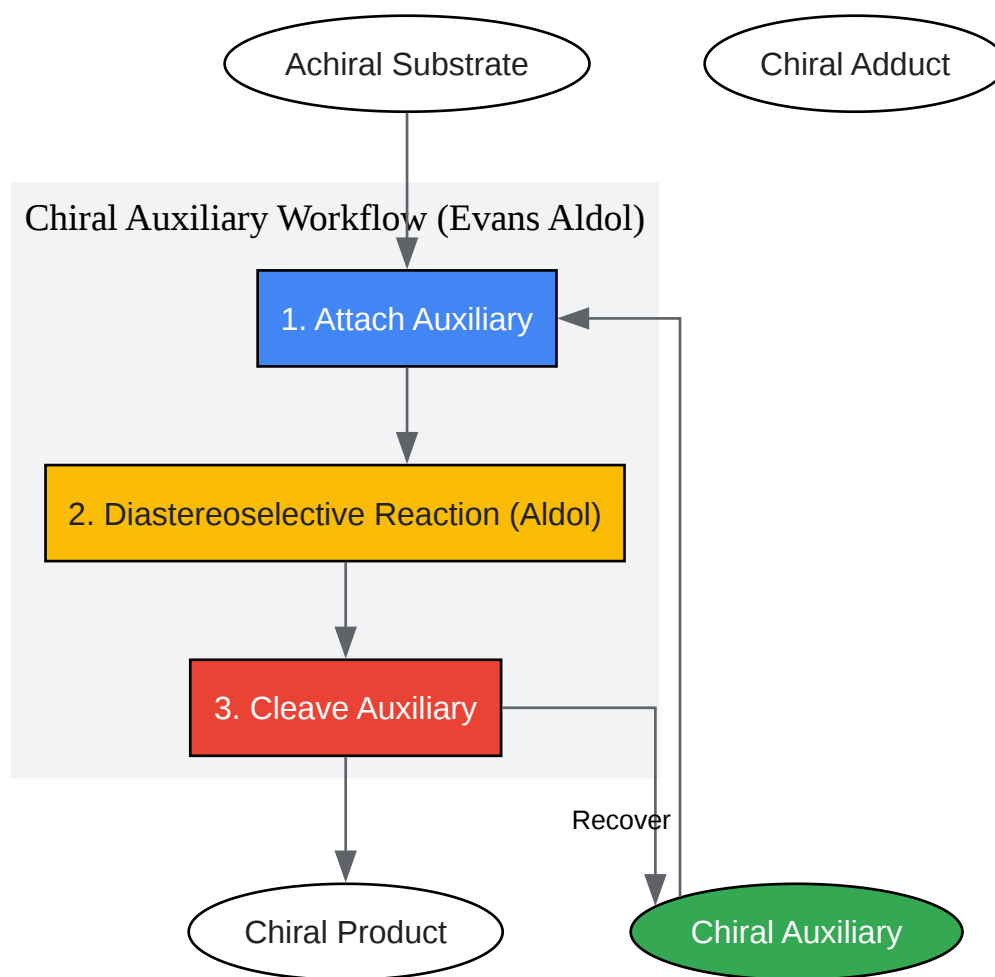 Achiral Substrate
Chiral Adduct
Chiral Auxiliary Workflow (Evans Aldol)
1. Attach Auxiliary
2. Diastereoselective Reaction (Aldol)
3. Cleave Auxiliary
Recover
Chiral Product
Chiral Auxiliary